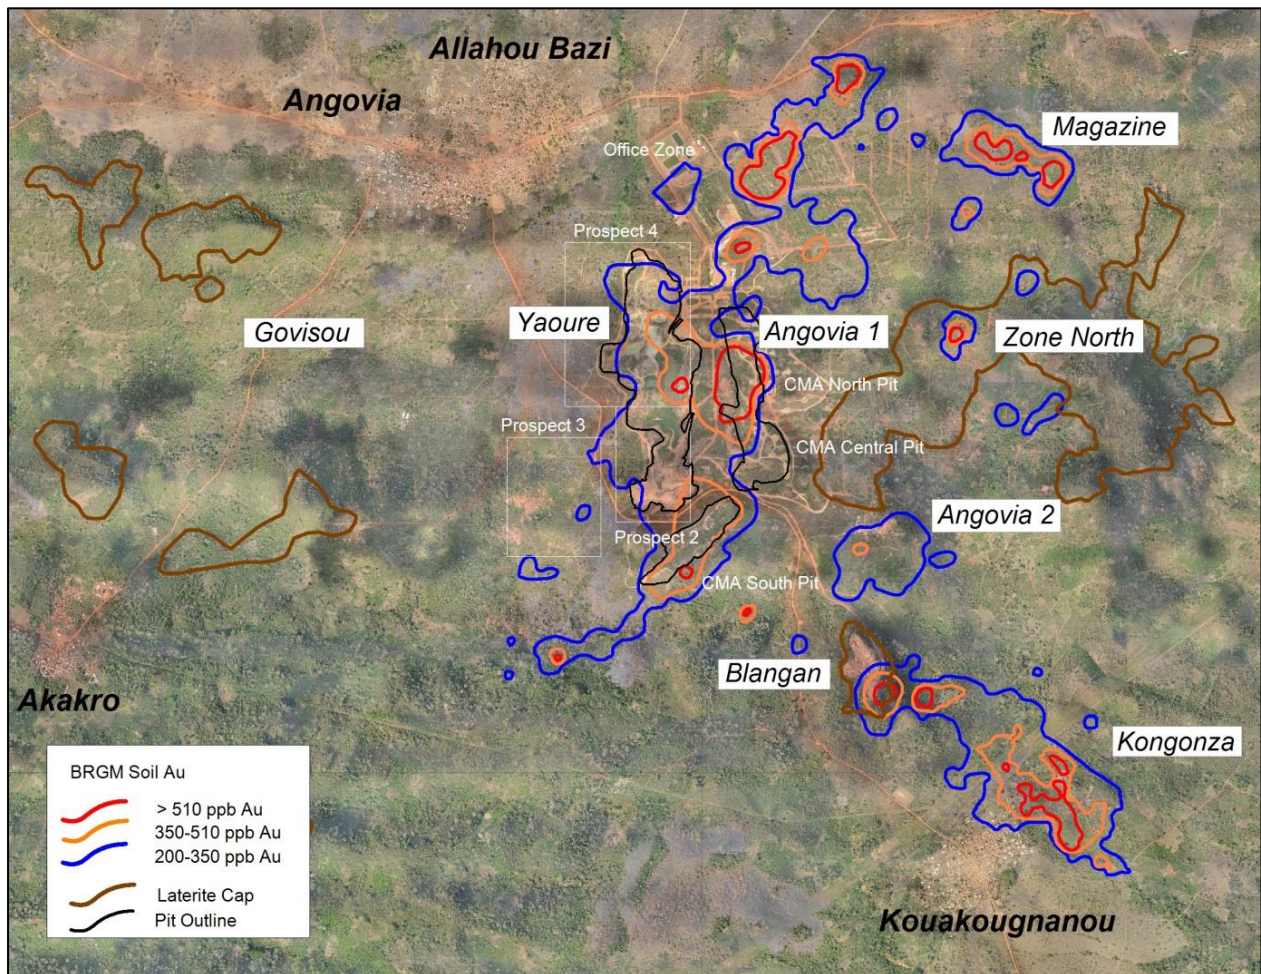 Allahou Bazi
Angovia
Magazine
Office Zone
Prospect 4
Govisou
Yaoure
Angovia 1
Zone North
CMA North Pit
Prospect 3
CMA Central Pit
Angovia 2
Prospect 2
CMA South Pit
Blangan
Akakro
Kongonza
BRGM Soil Au
> 510 ppb Au
350-510 ppb Au
200-350 ppb Au
Laterite Cap
Pit Outline
Kouakougnanou